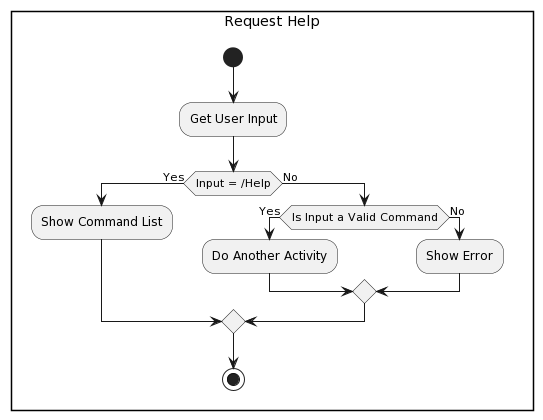 Request Help
Get User Input
Yes
Input = /Help
No
Show Command List
Yes
Is Input a Valid Command
No
Do Another Activity
Show Error